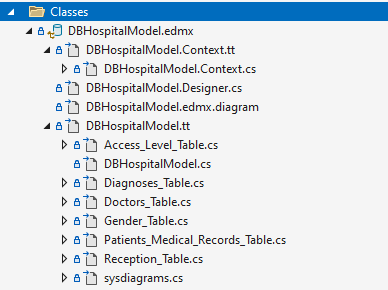 Classes
DBHospitalModel.edmx
DBHospitalModel.Context.tt
DBHospitalModel.Context.cs
DBHospitalModel.Designer.cs
DBHospitalModel.edmx.diagram
DBHospitalModel.tt
Access_Level_Table.cs
DBHospitalModel.cs
Diagnoses_Table.cs
Doctors_Table.cs
Gender_Table.cs
Patients_Medical_Records_Table.cs
Reception_Table.cs
sysdiagrams.cs